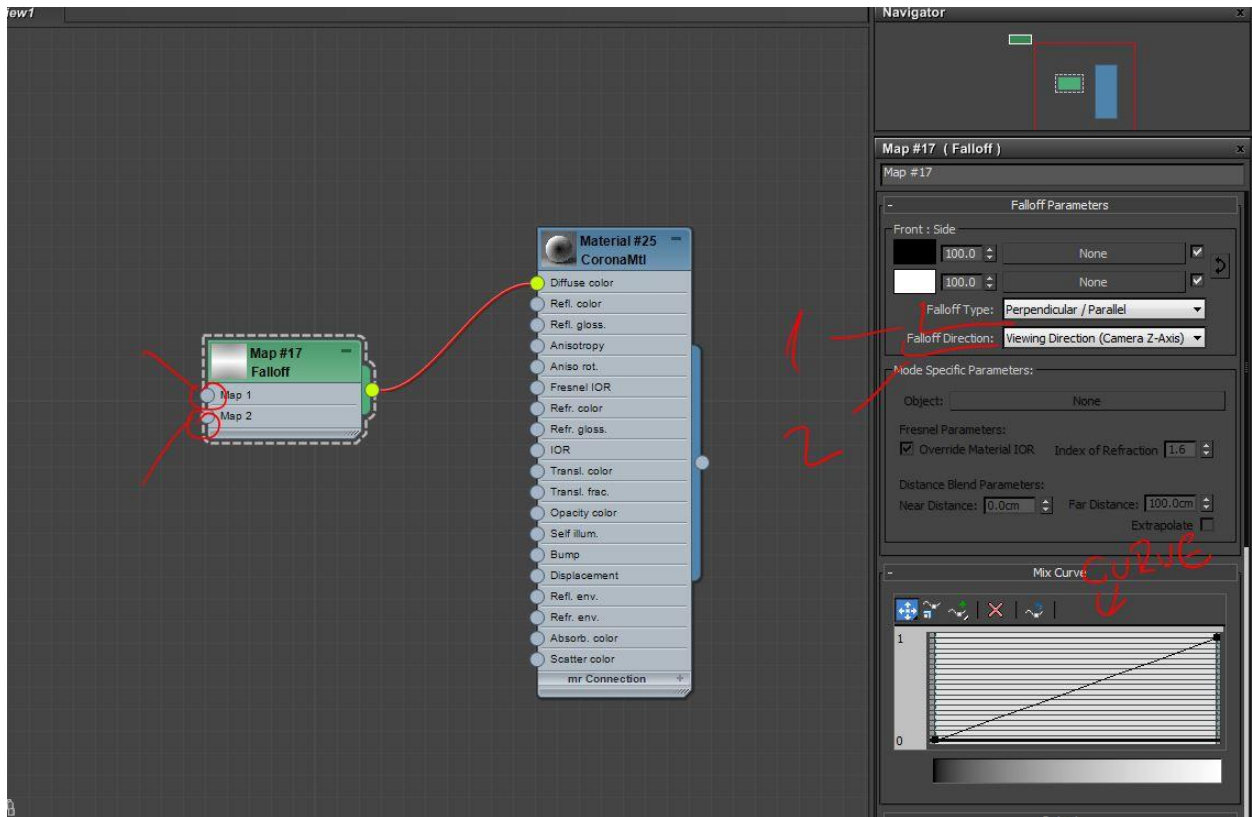 iew1
Navigator
x
Map #17 ( Falloff )
x
Map #17
- Falloff Parameters
Front : Side
100.0 None
100.0 None
Falloff Type: Perpendicular / Parallel
Falloff Direction: Viewing Direction (Camera Z-Axis)
Mode Specific Parameters:
Object: None
Fresnel Parameters:
Override Material IOR Index of Refraction 1.6
Distance Blend Parameters:
Near Distance: 0.0cm Far Distance: 100.0cm
Extrapolate
- Mix Curve
CURVE
1
0
1
2
Map #17
Falloff
Map 1
Map 2
Material #25
CoronaMtl
Diffuse color
Refl. color
Refl. gloss.
Anisotropy
Aniso rot.
Fresnel IOR
Refr. color
Refr. gloss.
IOR
Transl. color
Transl. frac.
Opacity color
Self illum.
Bump
Displacement
Refl. env.
Refr. env.
Absorb. color
Scatter color
mr Connection +